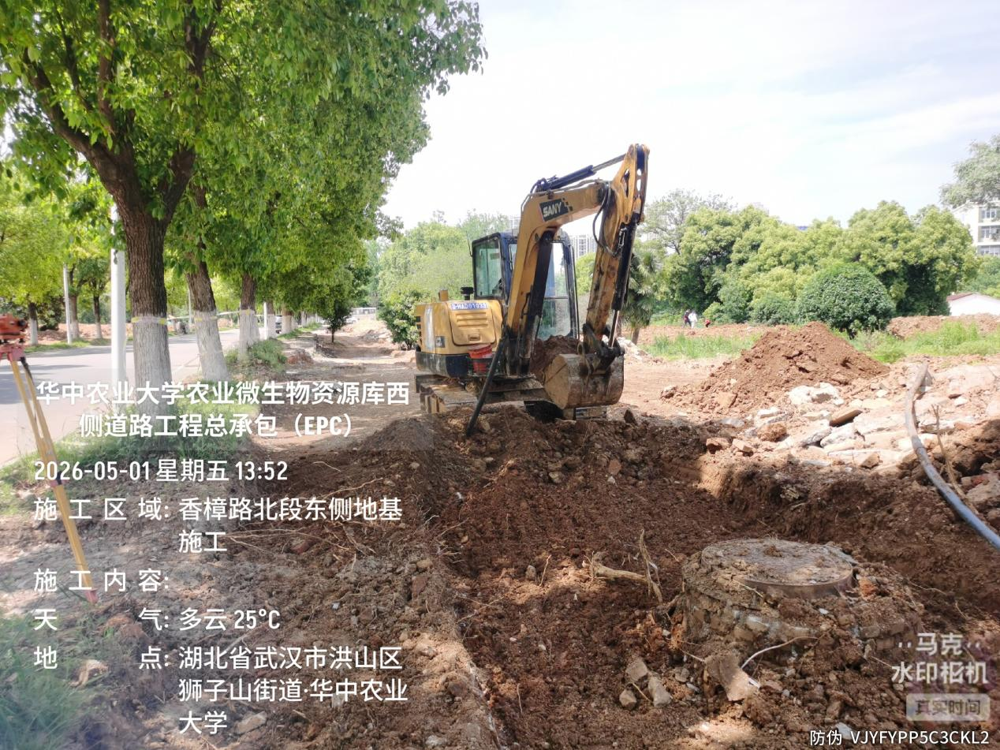 SANY
华中农业大学农业微生物资源库西
侧道路工程总承包（EPC）
2026-05-01 星期五 13:52
施工区域: 香樟路北段东侧地基
施工
施工内容:
天气: 多云 25°C
地点: 湖北省武汉市洪山区
狮子山街道·华中农业
大学
马克
水印相机
真实时间
防伪 VJYFYPP5C3CKL2